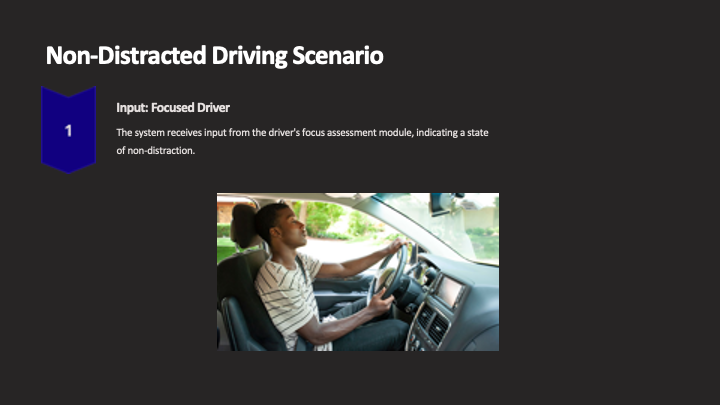 Non-Distracted Driving Scenario
1
Input: Focused Driver
The system receives input from the driver's focus assessment module, indicating a state
of non-distraction.